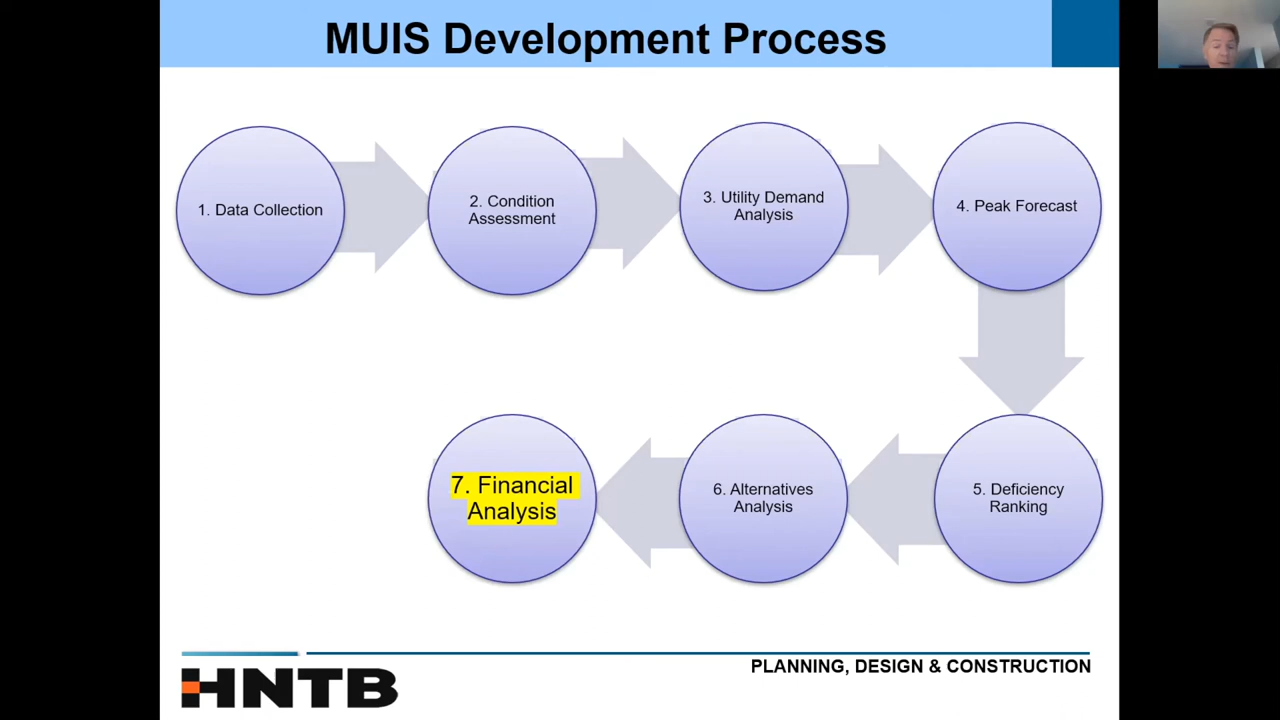 MUIS Development Process
1. Data Collection
2. Condition
Assessment
3. Utility Demand
Analysis
4. Peak Forecast
7. Financial
Analysis
6. Alternatives
Analysis
5. Deficiency
Ranking
HNTB
PLANNING, DESIGN & CONSTRUCTION